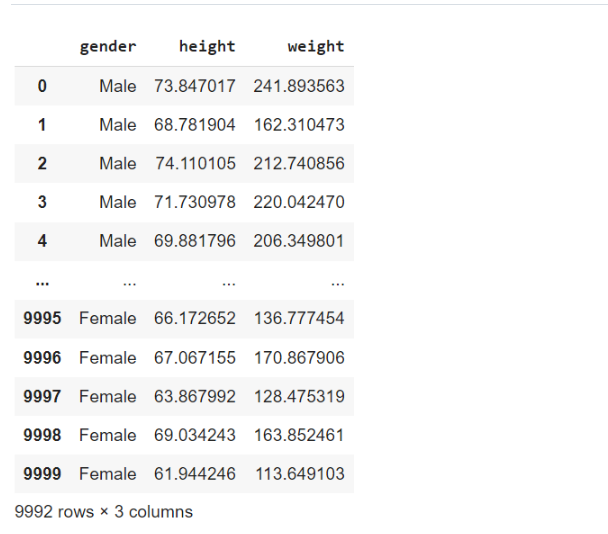 gender height weight
0 Male 73.847017 241.893563
1 Male 68.781904 162.310473
2 Male 74.110105 212.740856
3 Male 71.730978 220.042470
4 Male 69.881796 206.349801
... ... ... ...
9995 Female 66.172652 136.777454
9996 Female 67.067155 170.867906
9997 Female 63.867992 128.475319
9998 Female 69.034243 163.852461
9999 Female 61.944246 113.649103
9992 rows × 3 columns